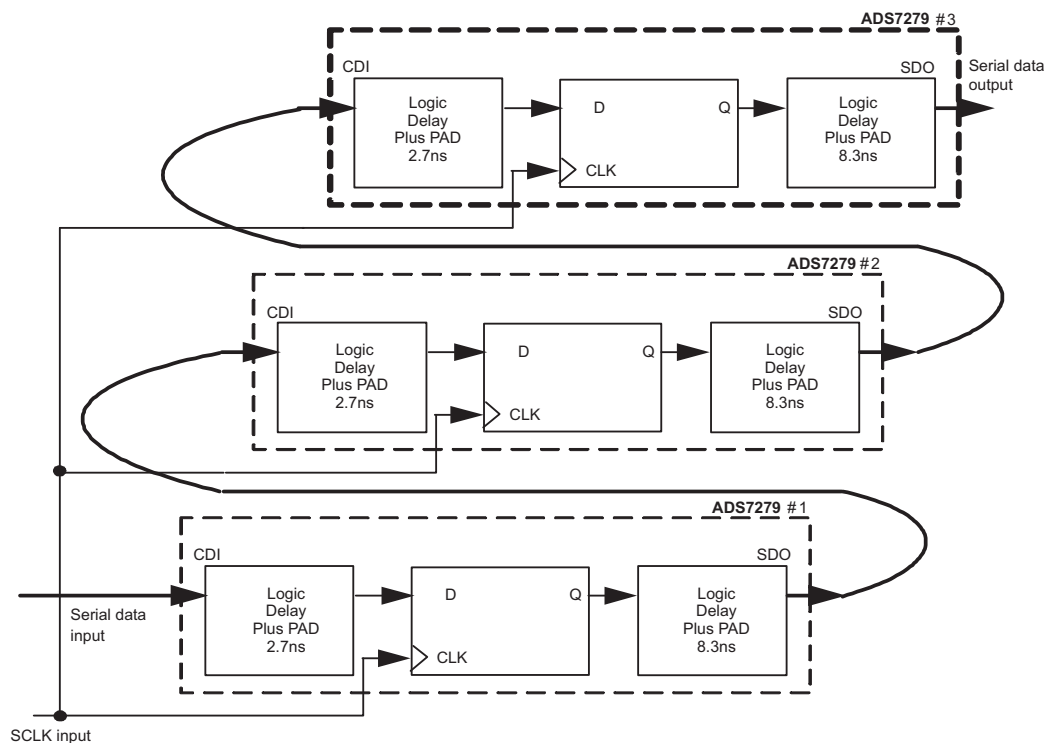 ADS7279 #3
CDI
SDO
Serial data
output
Logic
Delay
Plus PAD
2.7ns
D
Q
CLK
Logic
Delay
Plus PAD
8.3ns
ADS7279 #2
CDI
SDO
Logic
Delay
Plus PAD
2.7ns
D
Q
CLK
Logic
Delay
Plus PAD
8.3ns
ADS7279 #1
CDI
SDO
Serial data
input
Logic
Delay
Plus PAD
2.7ns
D
Q
CLK
Logic
Delay
Plus PAD
8.3ns
SCLK input